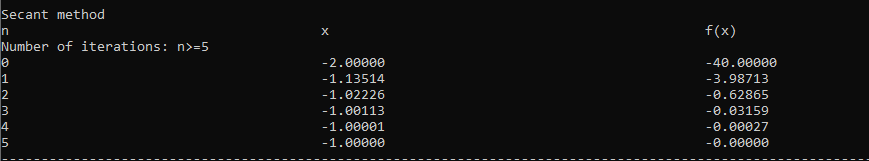 Secant method
n x f(x)
Number of iterations: n>=5
0 -2.00000 -40.00000
1 -1.13514 -3.98713
2 -1.02226 -0.62865
3 -1.00113 -0.03159
4 -1.00001 -0.00027
5 -1.00000 -0.00000
--------------------------------------------------------------------------------------------------------------